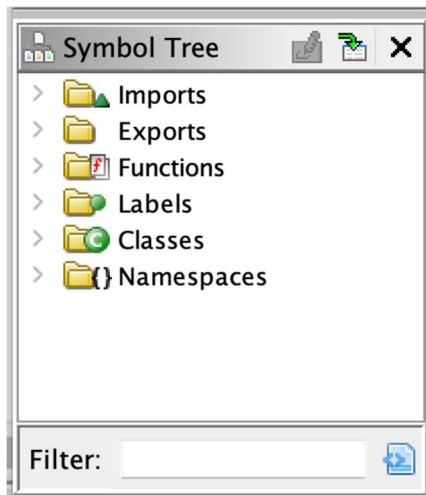 Symbol Tree
Imports
Exports
Functions
Labels
Classes
Namespaces
Filter: